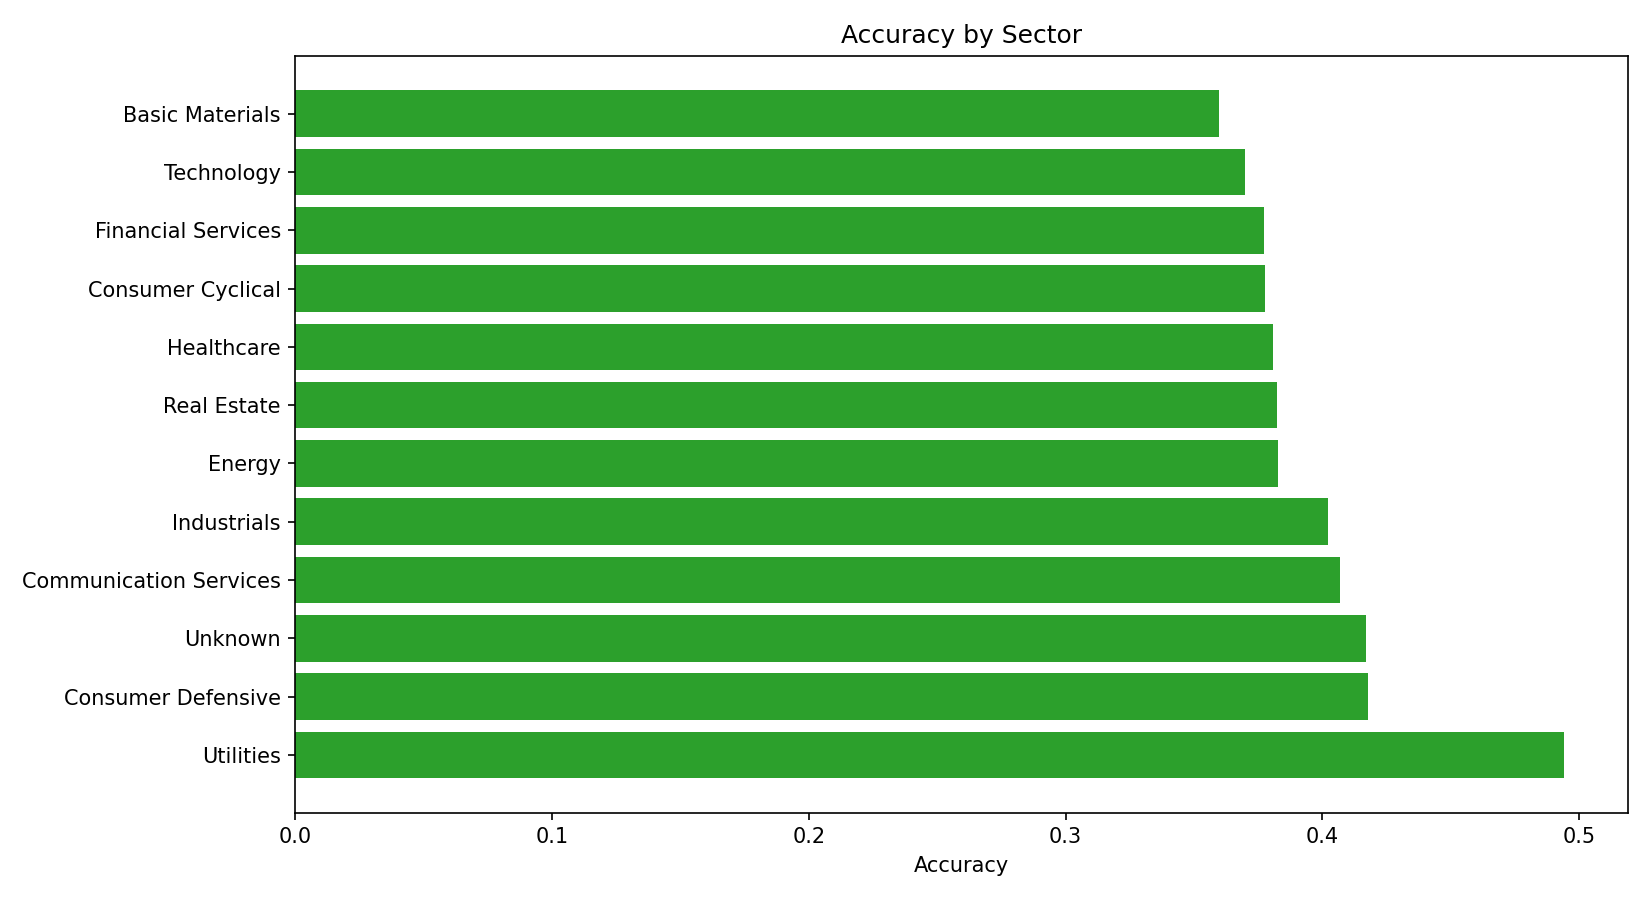 Accuracy by Sector
Basic Materials
Technology
Financial Services
Consumer Cyclical
Healthcare
Real Estate
Energy
Industrials
Communication Services
Unknown
Consumer Defensive
Utilities
0.0 0.1 0.2 0.3 0.4 0.5
Accuracy